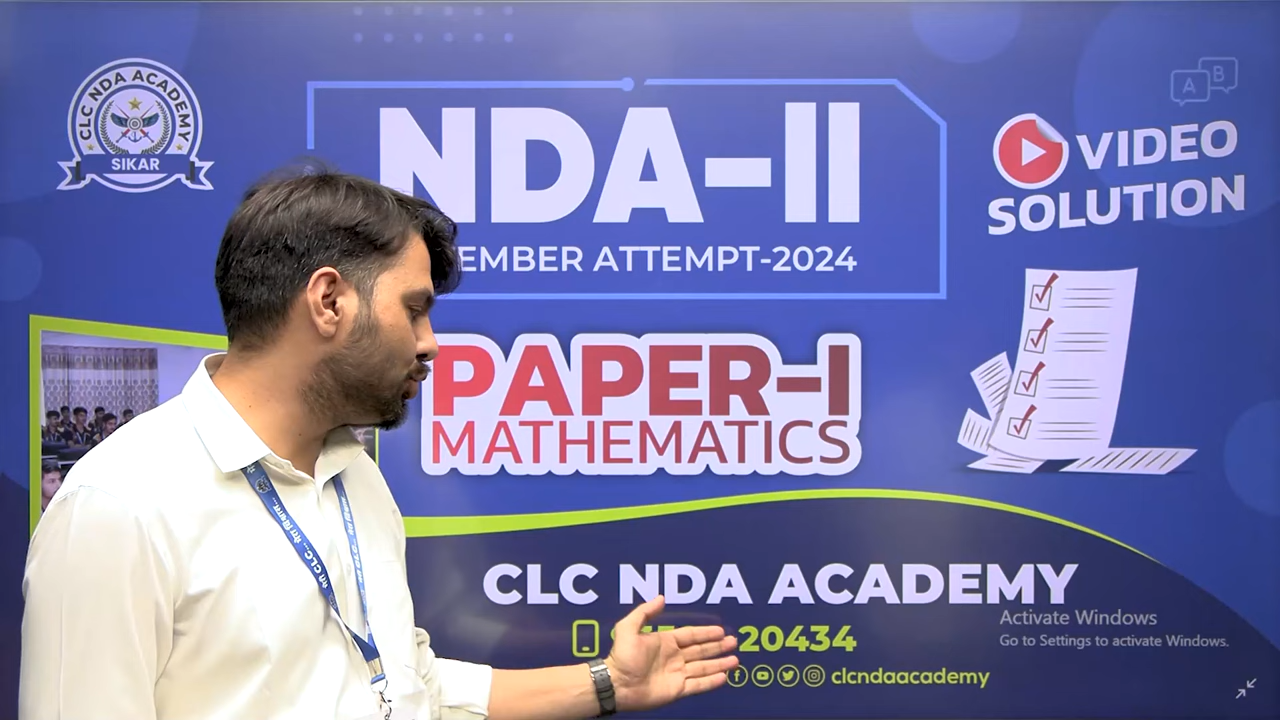 CLC NDA ACADEMY
SIKAR
NDA-II
EMBER ATTEMPT-2024
A B
VIDEO
SOLUTION
PAPER-I
MATHEMATICS
CLC NDA ACADEMY
20434
clcndaacademy
Activate Windows
Go to Settings to activate Windows.
CLC